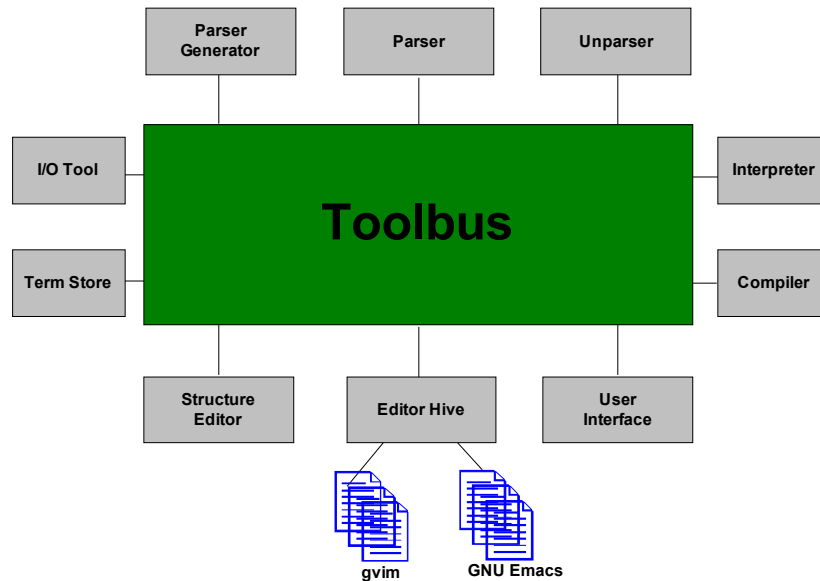 Parser
Generator
Parser
Unparser
I/O Tool
Interpreter
Toolbus
Term Store
Compiler
Structure
Editor
Editor Hive
User
Interface
gvim
GNU Emacs